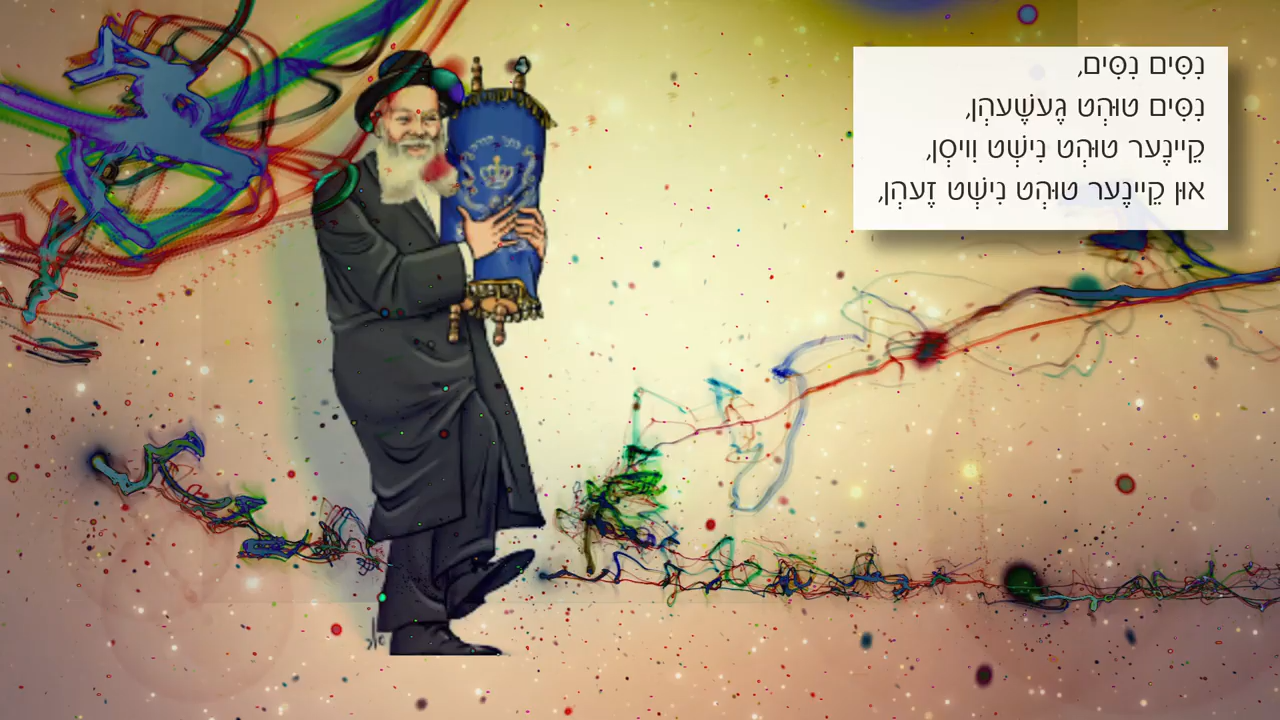 נִסִּים נִסִּים,
נִסִּים טוּהְט גֶעשֶׁעהְן,
קֵיינֶער טוּהְט נִישְׁט וִויסְן,
אוּן קֵיינֶער טוּהְט נִישְׁט זֶעהְן,